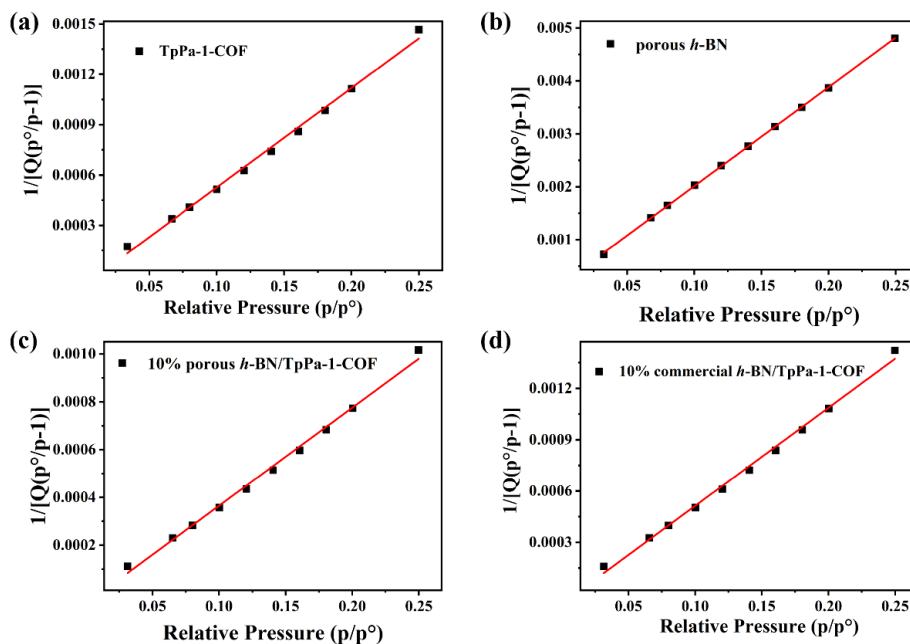 (a)
TpPa-1-COF
1/[Q(p°/p-1)]
0.0015
0.0012
0.0009
0.0006
0.0003
0.05 0.10 0.15 0.20 0.25
Relative Pressure (p/p°)
(b)
porous h-BN
1/[Q(p°/p-1)]
0.005
0.004
0.003
0.002
0.001
0.05 0.10 0.15 0.20 0.25
Relative Pressure (p/p°)
(c)
10% porous h-BN/TpPa-1-COF
1/[Q(p°/p-1)]
0.0010
0.0008
0.0006
0.0004
0.0002
0.05 0.10 0.15 0.20 0.25
Relative Pressure (p/p°)
(d)
10% commercial h-BN/TpPa-1-COF
1/[Q(p°/p-1)]
0.0012
0.0009
0.0006
0.0003
0.05 0.10 0.15 0.20 0.25
Relative Pressure (p/p°)